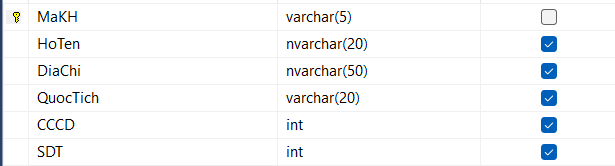 MaKH varchar(5)
HoTen nvarchar(20)
DiaChi nvarchar(50)
QuocTich varchar(20)
CCCD int
SDT int